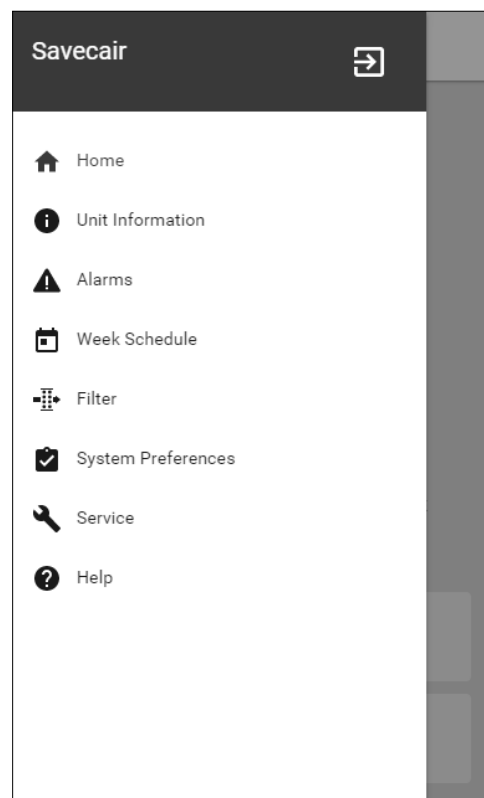 Savecair
Home
Unit Information
Alarms
Week Schedule
Filter
System Preferences
Service
Help